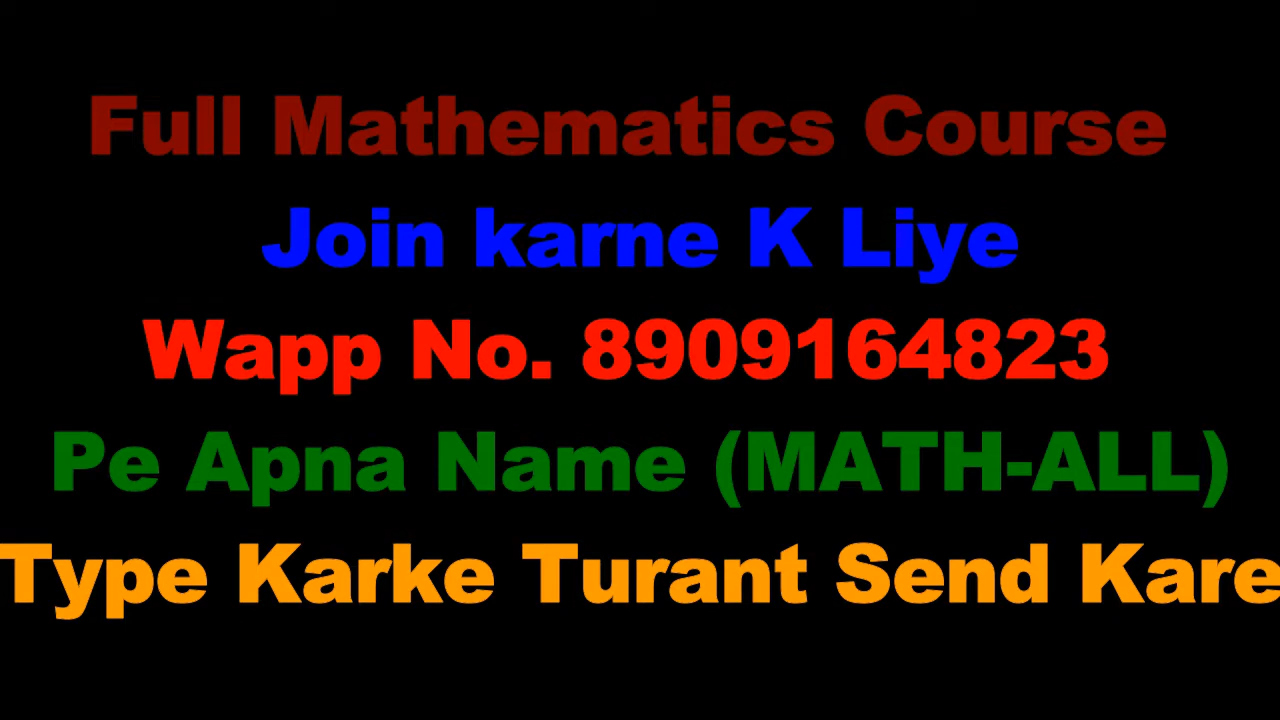 Full Mathematics Course
Join karne K Liye
Wapp No. 8909164823
Pe Apna Name (MATH-ALL)
Type Karke Turant Send Kare